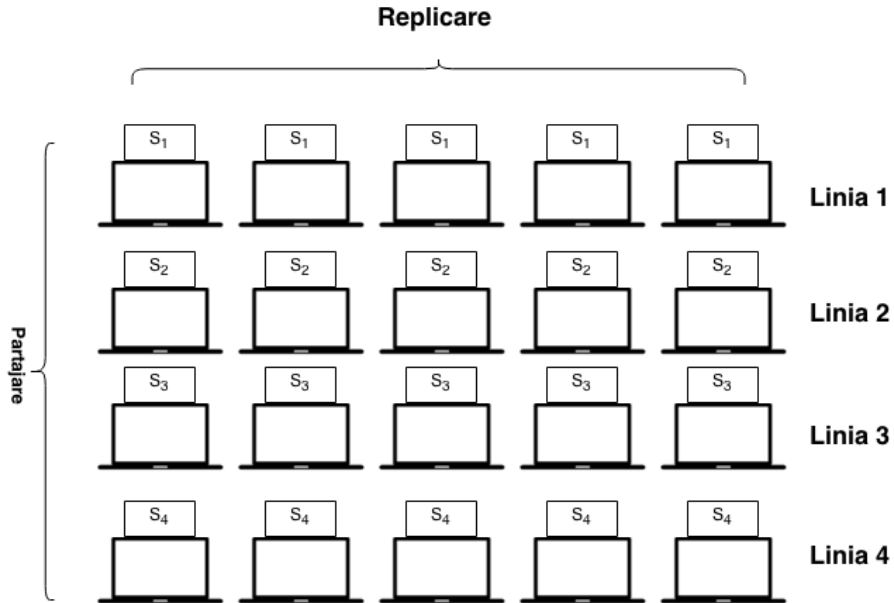 Replicare
S1 S1 S1 S1 S1
Linia 1
S2 S2 S2 S2 S2
Linia 2
Partajare
S3 S3 S3 S3 S3
Linia 3
S4 S4 S4 S4 S4
Linia 4